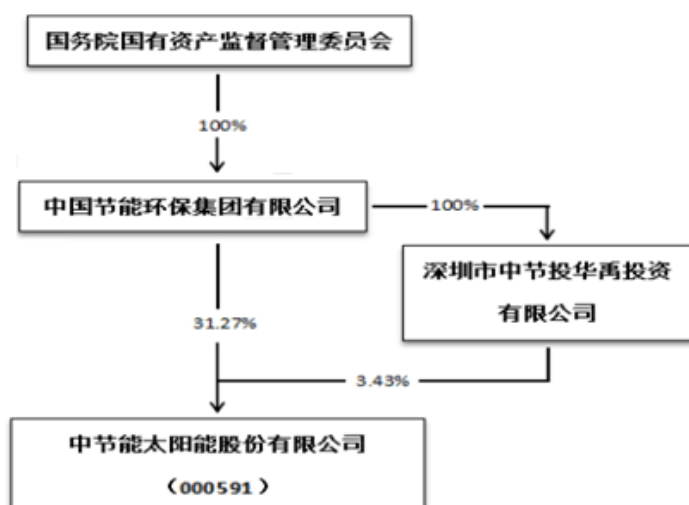 国务院国有资产监督管理委员会
100%
中国节能环保集团有限公司
100%
深圳市中节投华禹投资
有限公司
31.27%
3.43%
中节能太阳能股份有限公司
（000591）